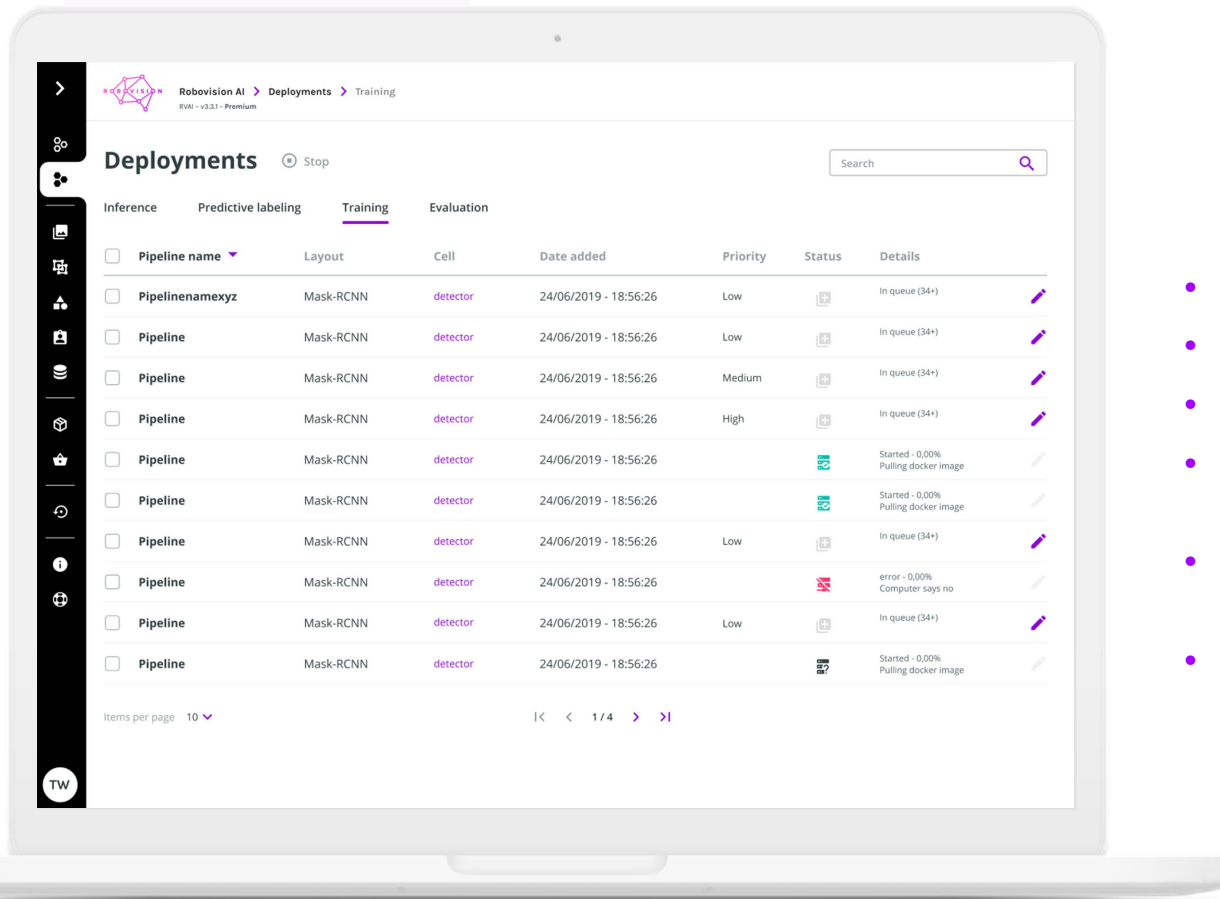 ROBOVISION
Robovision AI > Deployments > Training
RVAI - v3.3.1 - Premium
Deployments Stop
Search
Inference Predictive labeling Training Evaluation
Pipeline name Layout Cell Date added Priority Status Details
Pipelinenamexyz Mask-RCNN detector 24/06/2019 - 18:56:26 Low In queue (34+)
Pipeline Mask-RCNN detector 24/06/2019 - 18:56:26 Low In queue (34+)
Pipeline Mask-RCNN detector 24/06/2019 - 18:56:26 Medium In queue (34+)
Pipeline Mask-RCNN detector 24/06/2019 - 18:56:26 High In queue (34+)
Pipeline Mask-RCNN detector 24/06/2019 - 18:56:26 Started - 0,00%
Pulling docker image
Pipeline Mask-RCNN detector 24/06/2019 - 18:56:26 Started - 0,00%
Pulling docker image
Pipeline Mask-RCNN detector 24/06/2019 - 18:56:26 Low In queue (34+)
Pipeline Mask-RCNN detector 24/06/2019 - 18:56:26 error - 0,00%
Computer says no
Pipeline Mask-RCNN detector 24/06/2019 - 18:56:26 Low In queue (34+)
Pipeline Mask-RCNN detector 24/06/2019 - 18:56:26 Started - 0,00%
Pulling docker image
Items per page 10 1 / 4
TW